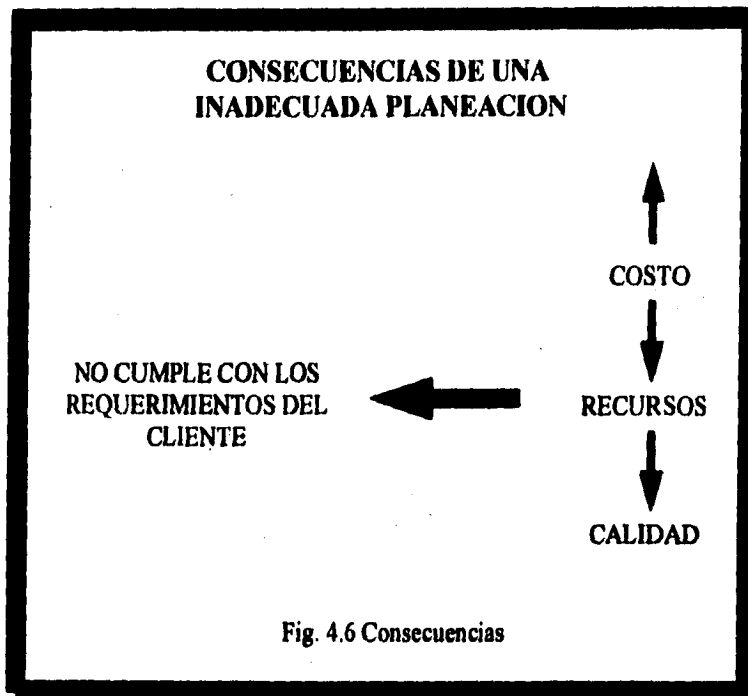 CONSECUENCIAS DE UNA
INADECUADA PLANEACION
COSTO
NO CUMPLE CON LOS
REQUERIMIENTOS DEL
CLIENTE
RECURSOS
CALIDAD
Fig. 4.6 Consecuencias